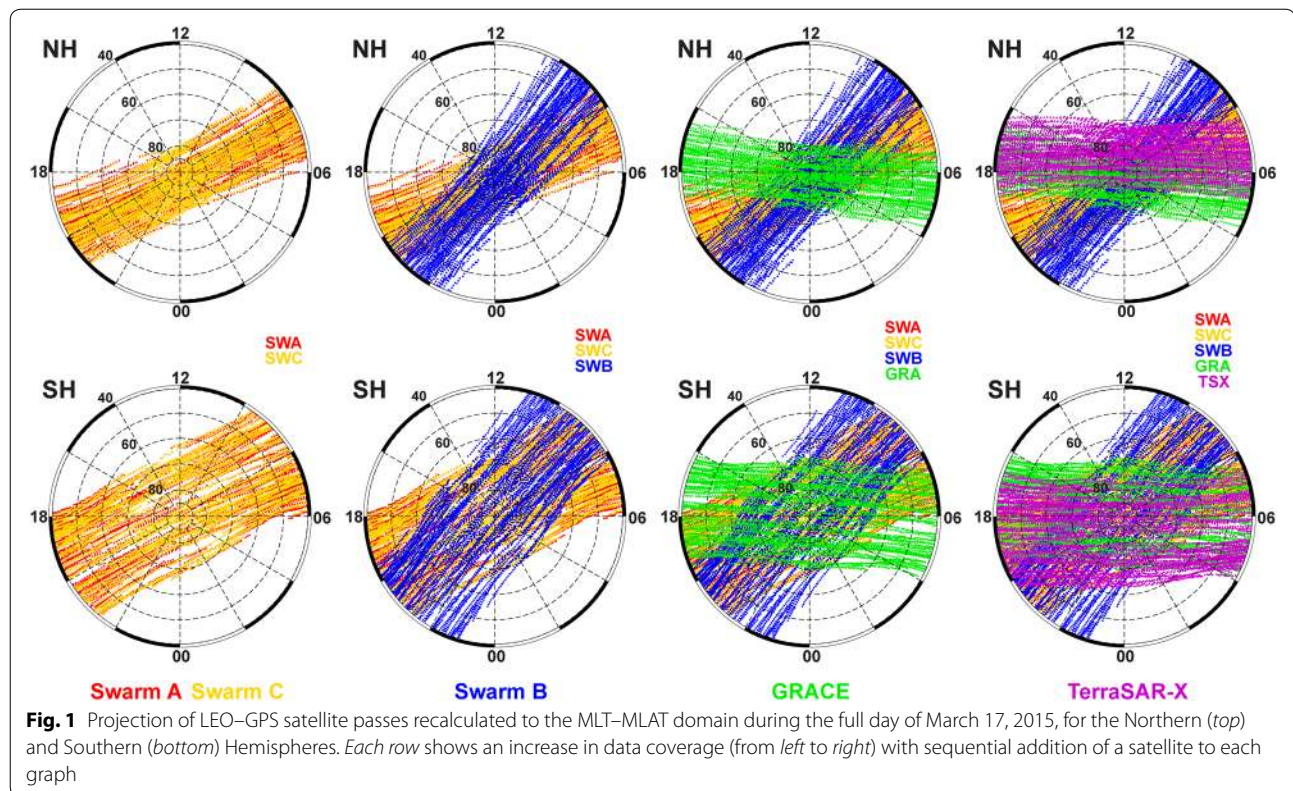 NH 12 40 60 80 18 06 00
NH 12 40 60 80 18 06 00
NH 12 40 60 80 18 06 00
NH 12 40 60 80 18 06 00
SWA
SWC
SWA
SWC
SWB
SWA
SWC
SWB
GRA
SWA
SWC
SWB
GRA
TSX
SH 12 40 60 80 18 06 00
SH 12 40 60 80 18 06 00
SH 12 40 60 80 18 06 00
SH 12 40 60 80 18 06 00
Swarm A Swarm C
Swarm B
GRACE
TerraSAR-X
Fig. 1 Projection of LEO–GPS satellite passes recalculated to the MLT–MLAT domain during the full day of March 17, 2015, for the Northern (top)
and Southern (bottom) Hemispheres. Each row shows an increase in data coverage (from left to right) with sequential addition of a satellite to each
graph